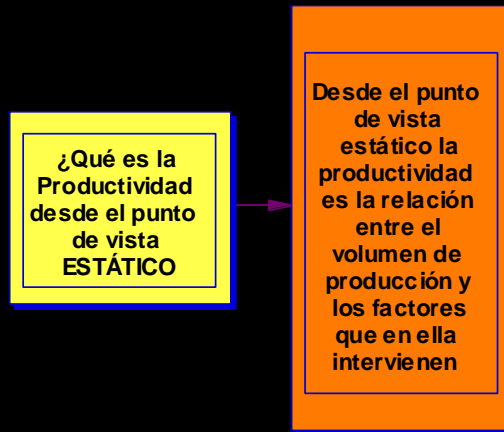 ¿Qué es la
Productividad
desde el punto
de vista
ESTÁTICO
Desde el punto
de vista
estático la
productividad
es la relación
entre el
volumen de
producción y
los factores
que en ella
intervienen